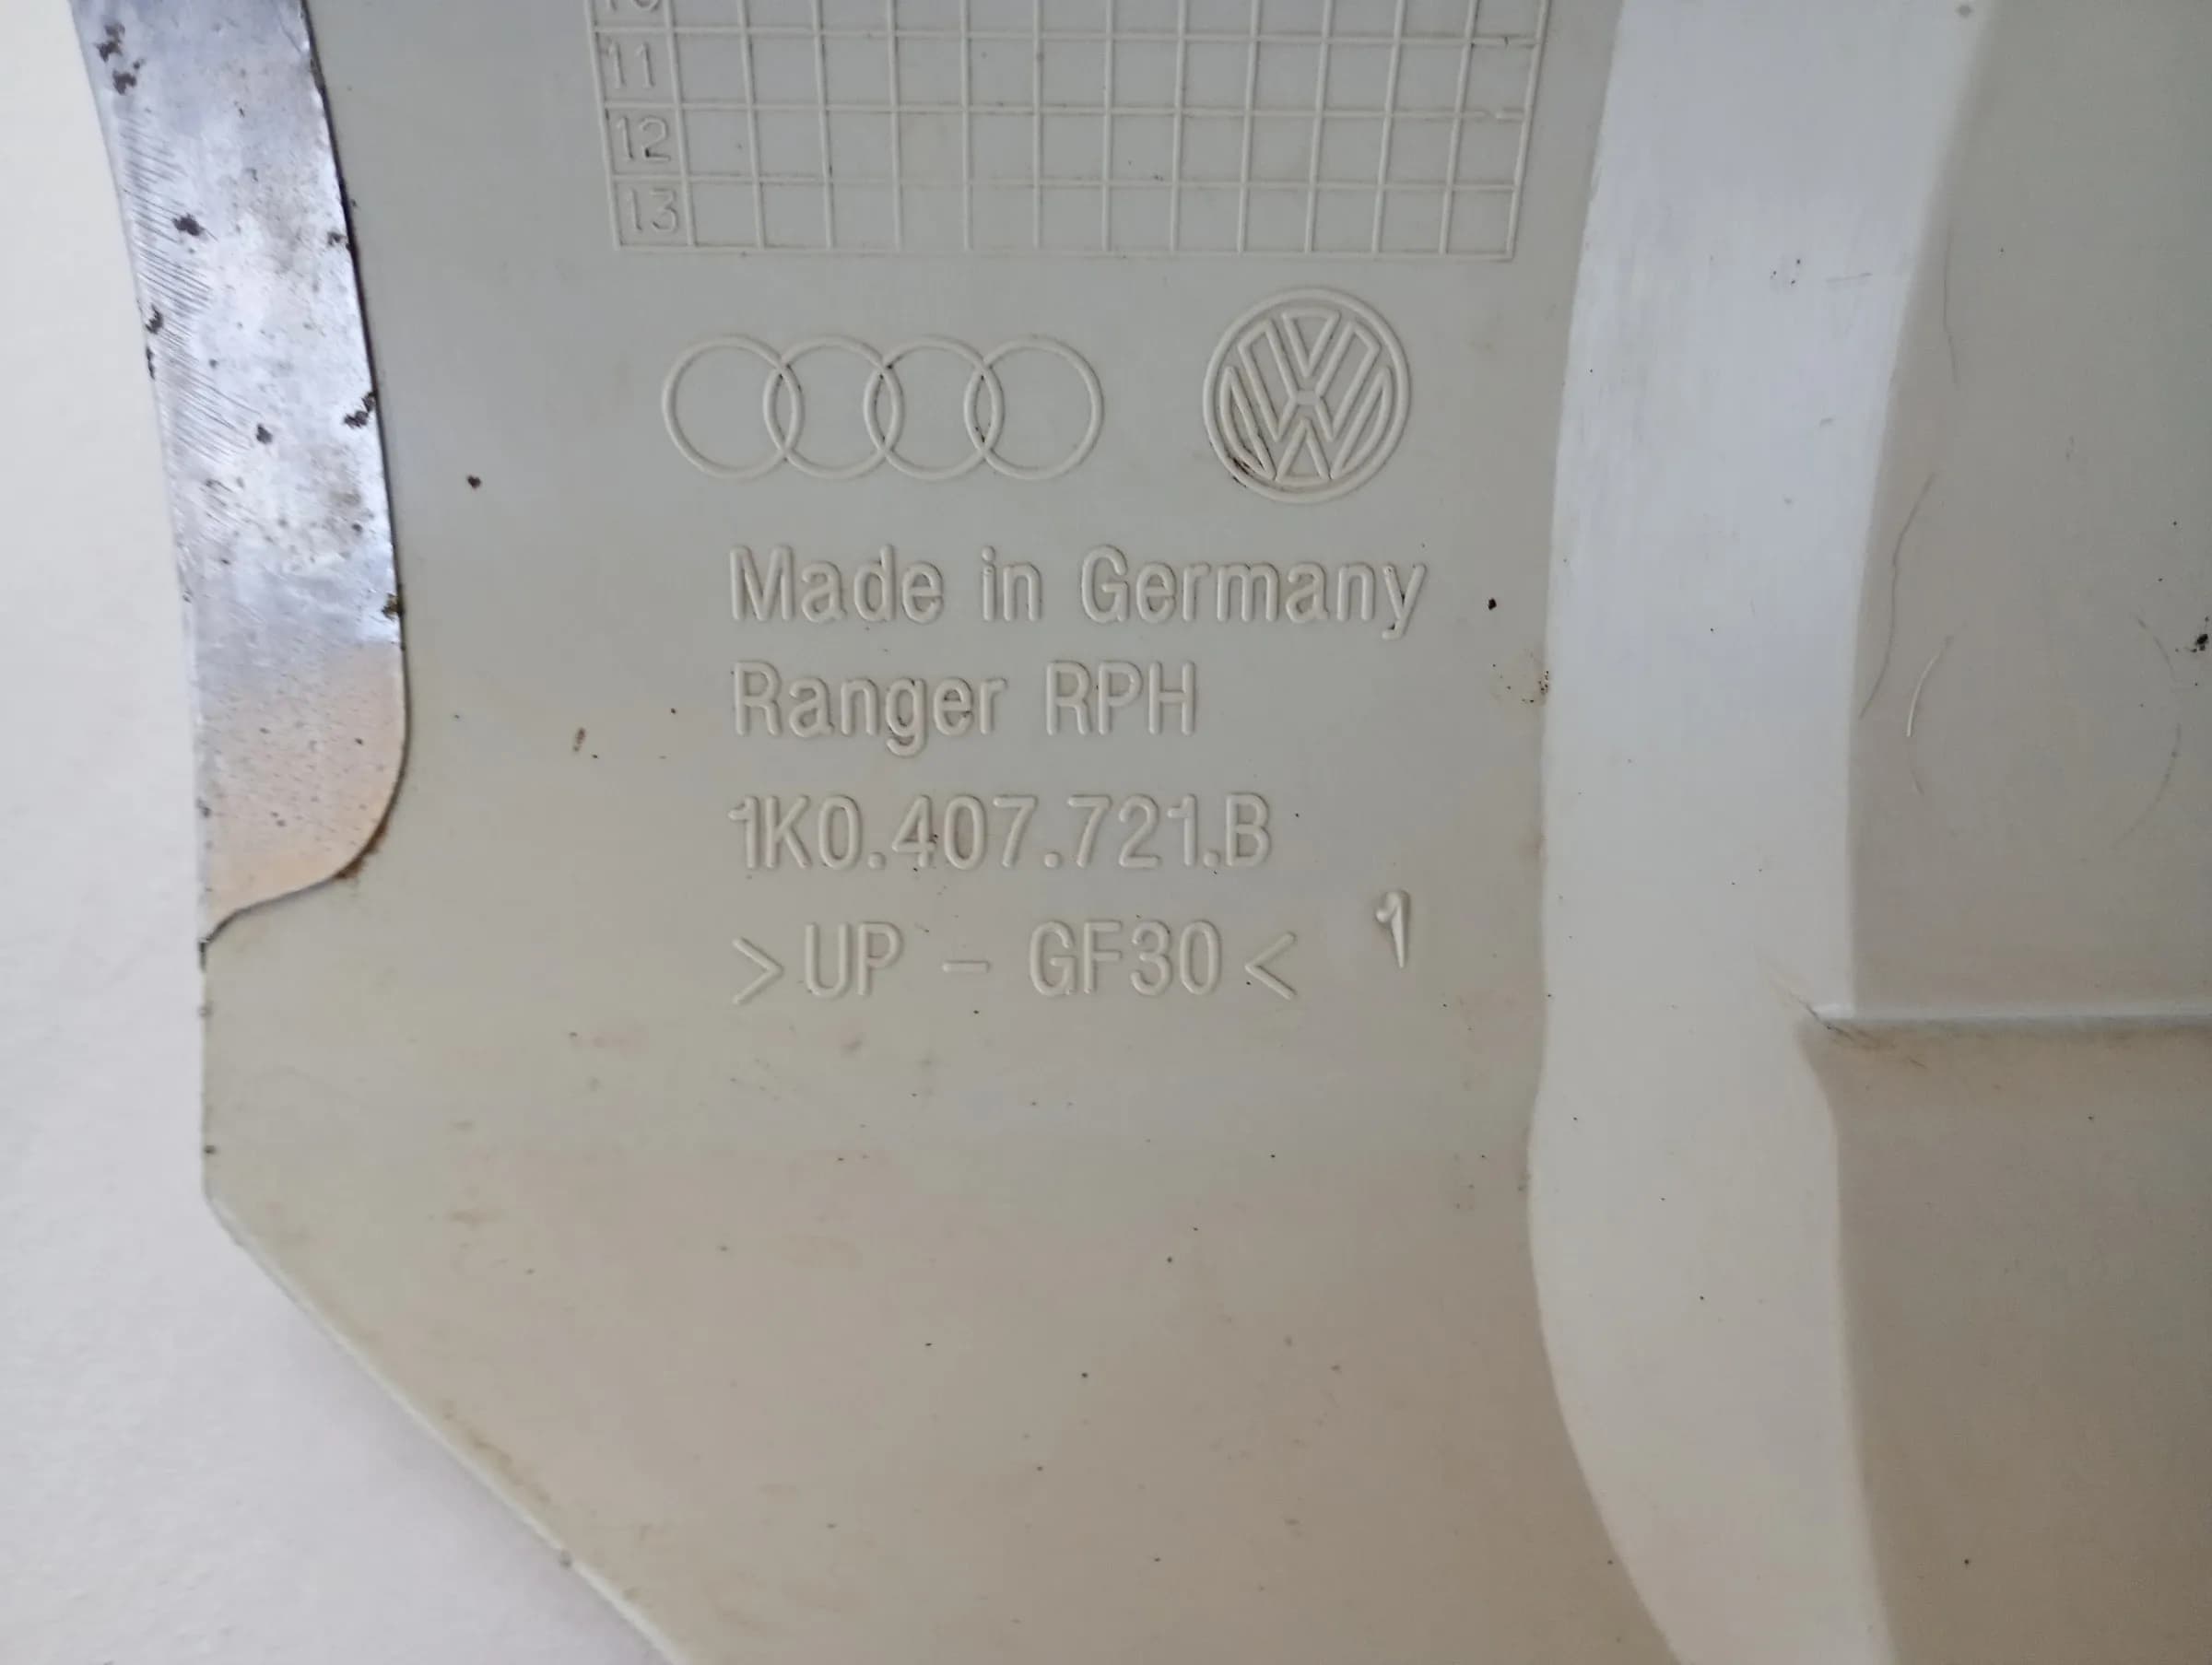 11
12
13
Made in Germany
Ranger RPH
1K0.407.721.B
>UP - GF30< 1